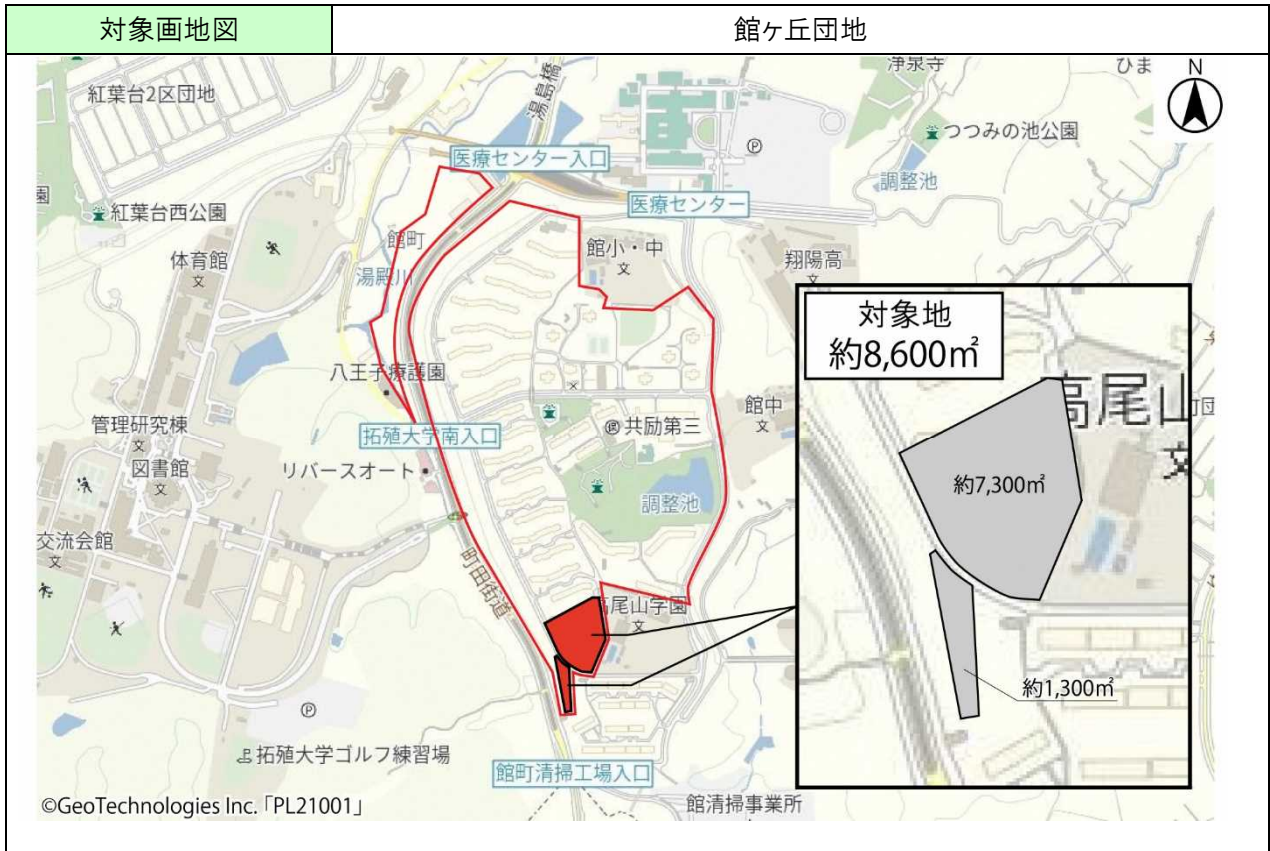 対象画地図
館ヶ丘団地
紅葉台2区団地
湯島橋
浄泉寺
ひま
N
つつみの池公園
調整池
医療センター入口
医療センター
園
紅葉台西公園
館町
湯殿川
体育館
館小・中
翔陽高
対象地
約8,600㎡
八王子療護園
管理研究棟
図書館
拓殖大学南入口
共励第三
館中
リバースオート
調整池
交流会館
町田街道
高尾山
約7,300㎡
約1,300㎡
高尾山学園
拓殖大学ゴルフ練習場
館町清掃工場入口
館清掃事業所
©GeoTechnologies Inc. 「PL21001」